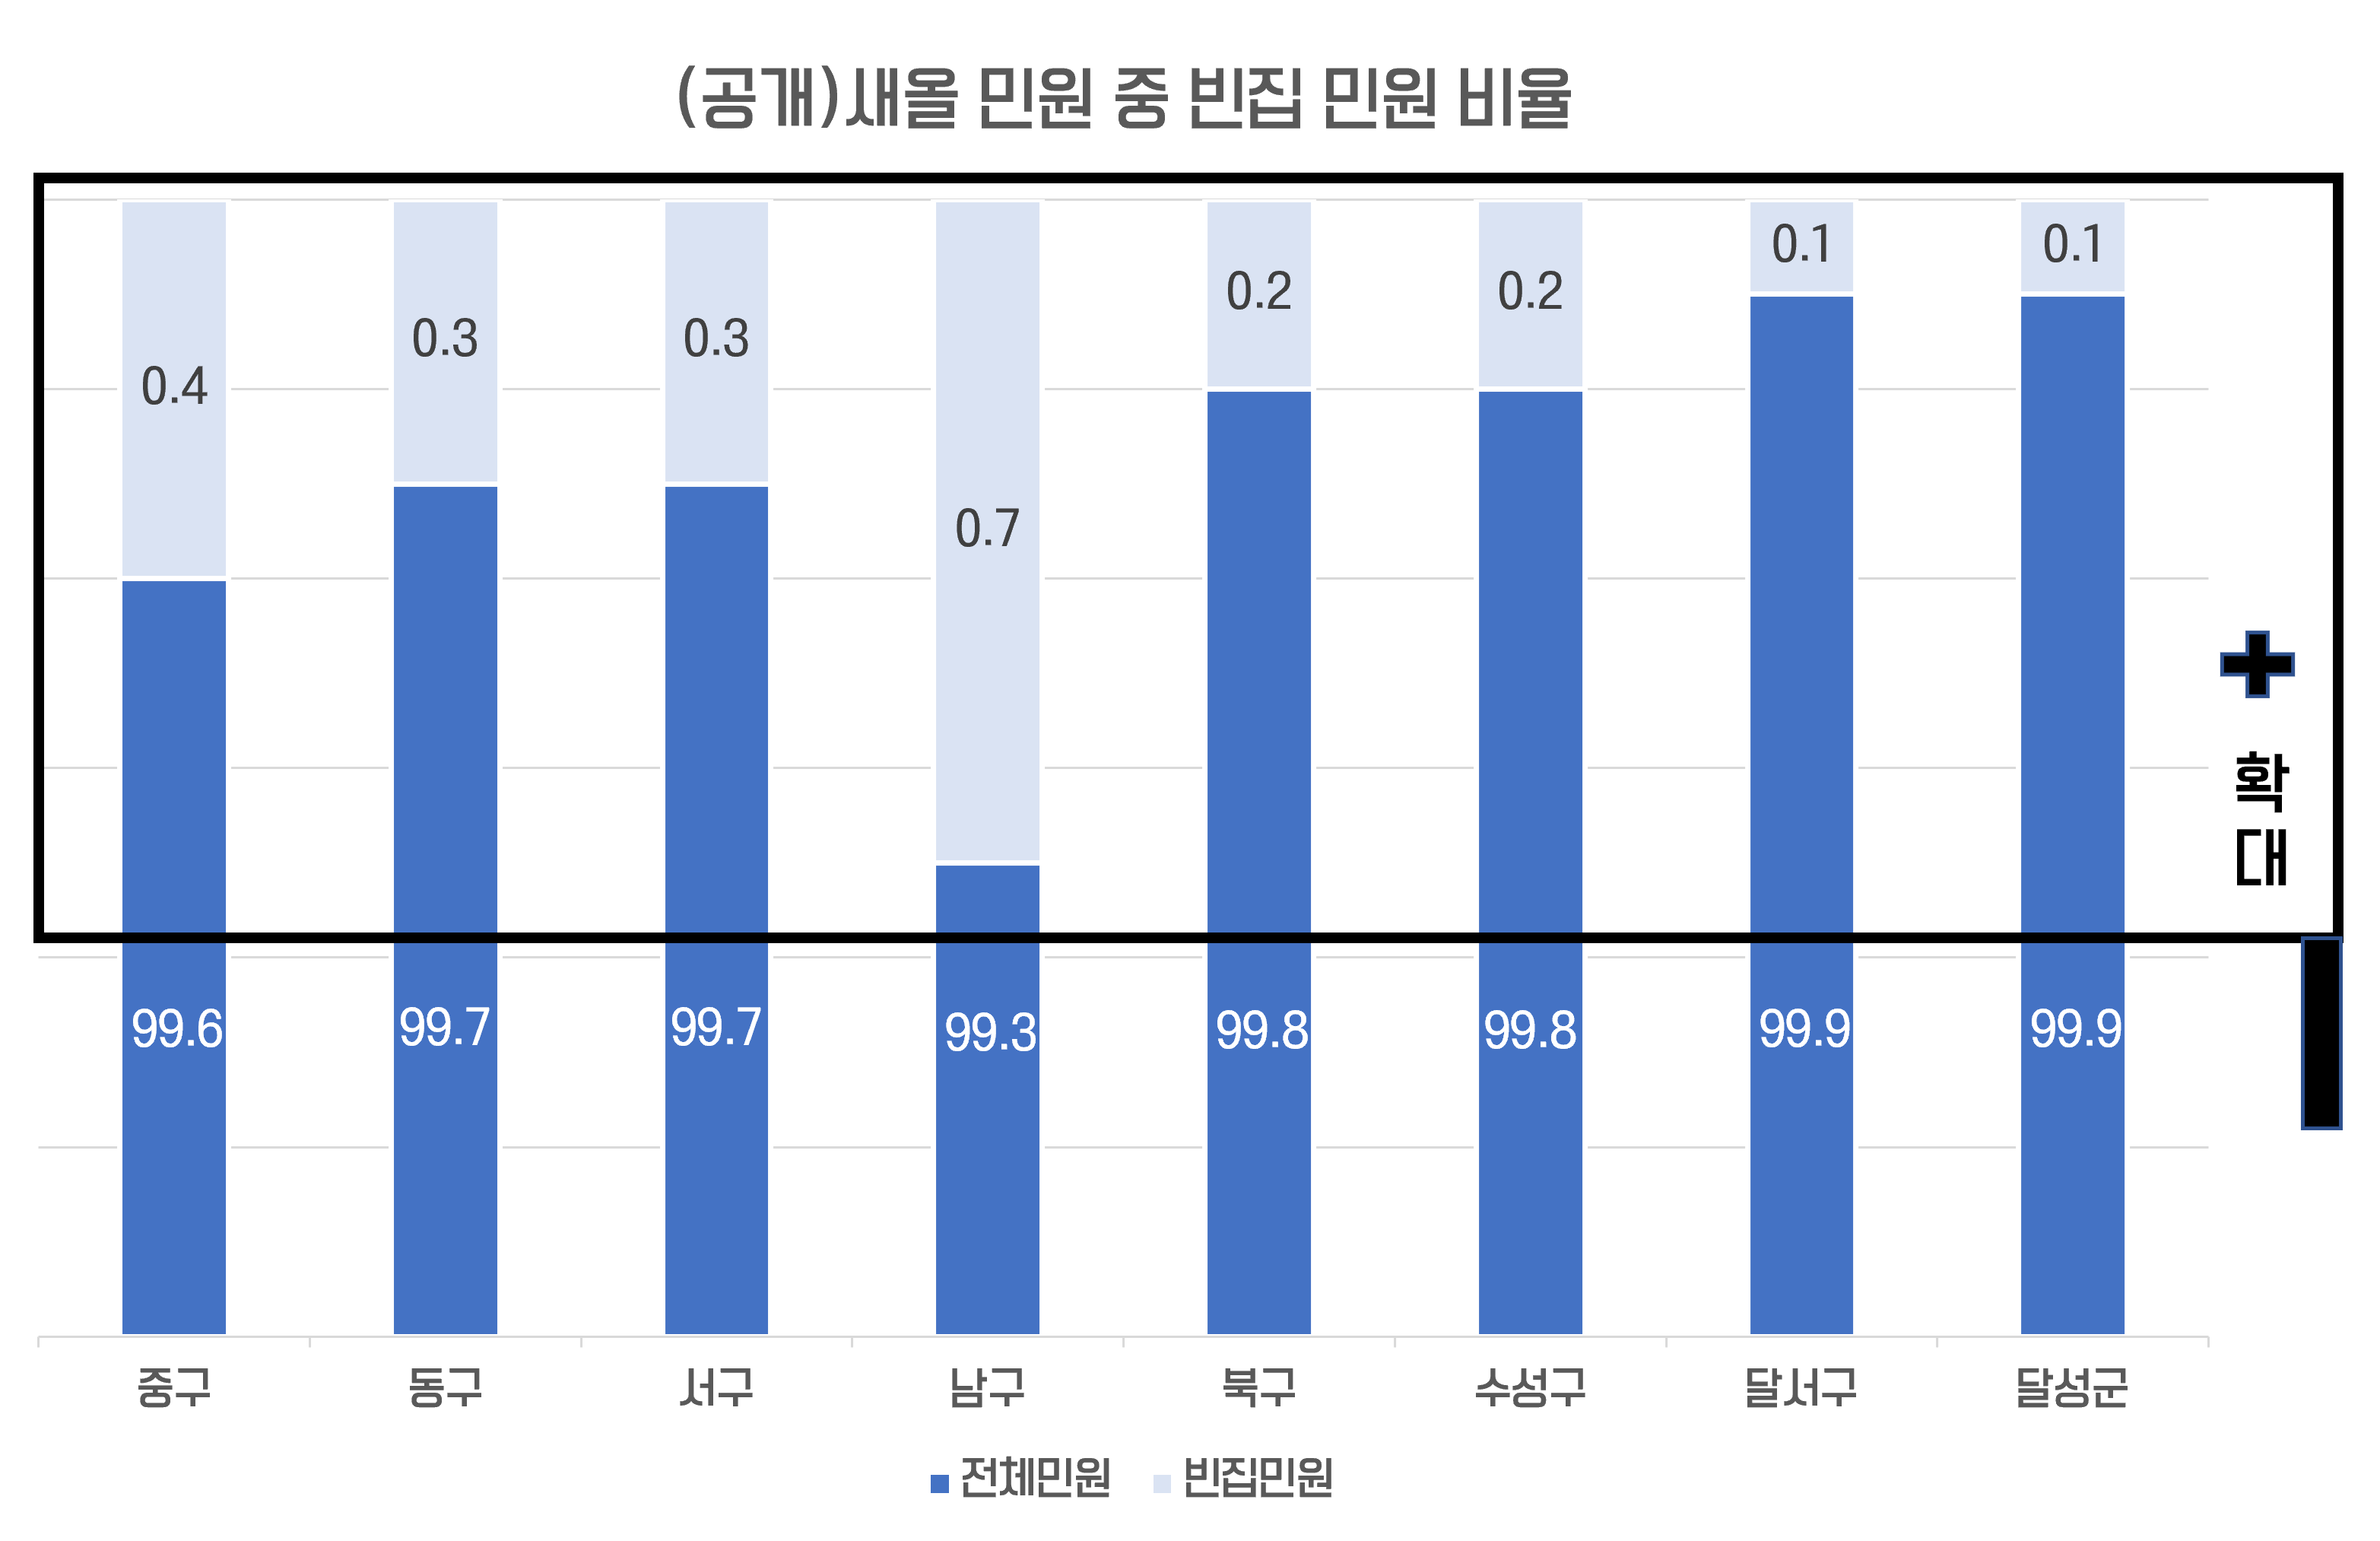 (공개)새올 민원 중 빈집 민원 비율
0.4 0.3 0.3 0.7 0.2 0.2 0.1 0.1
확대
99.6 99.7 99.7 99.3 99.8 99.8 99.9 99.9
중구 동구 서구 남구 북구 수성구 달서구 달성군
전체민원 빈집민원